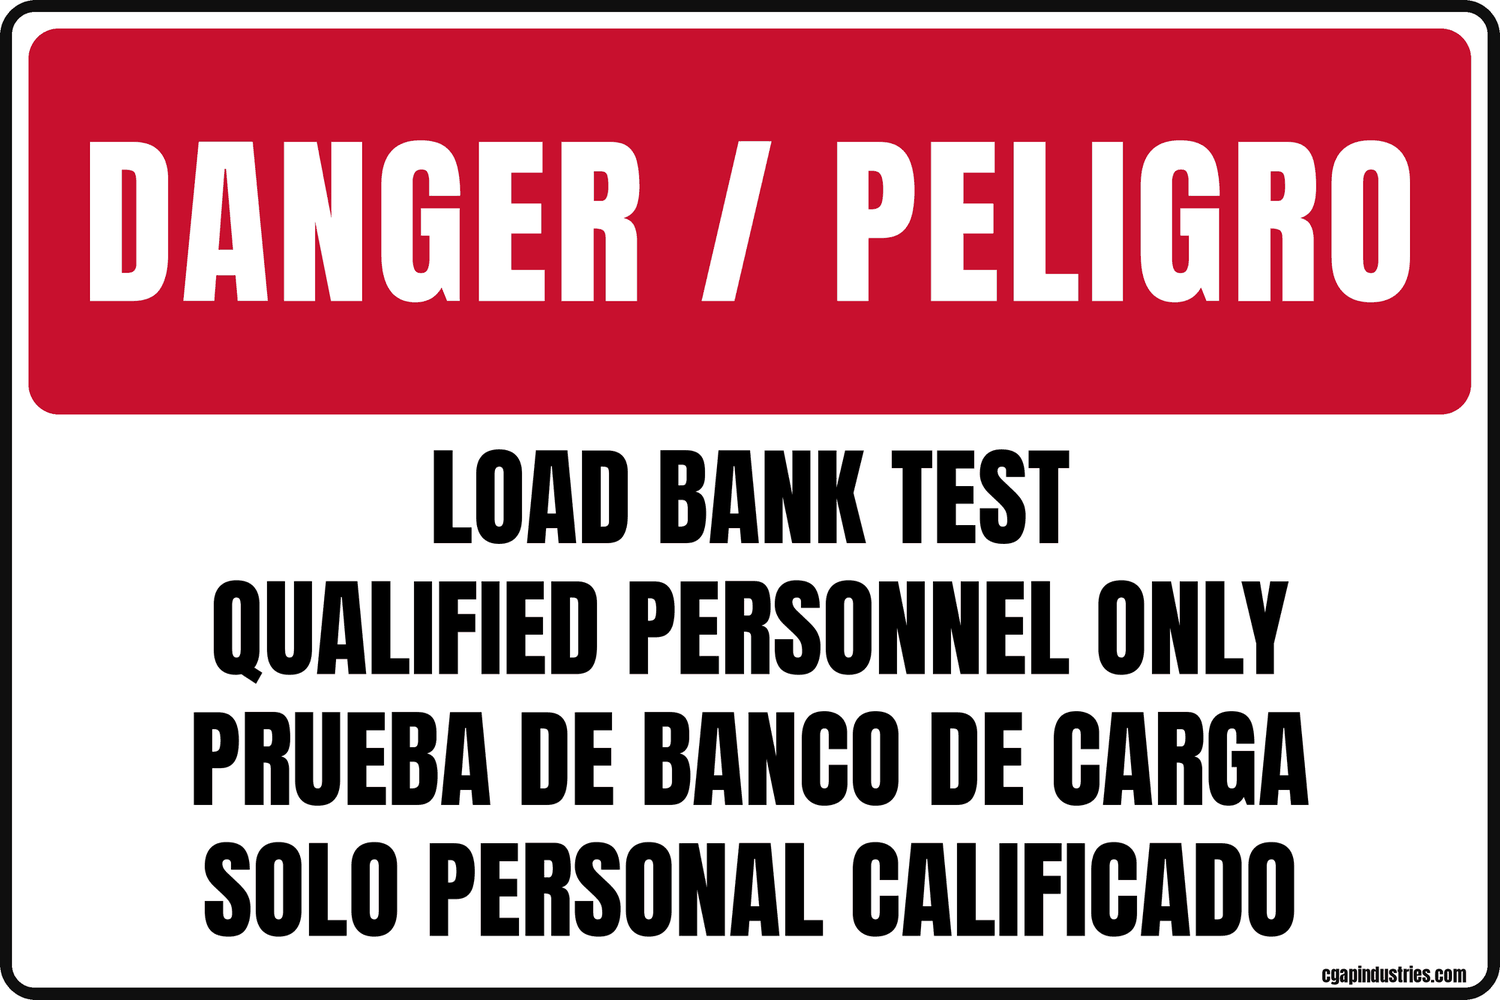 DANGER / PELIGRO
LOAD BANK TEST
QUALIFIED PERSONNEL ONLY
PRUEBA DE BANCO DE CARGA
SOLO PERSONAL CALIFICADO
cgapindustries.com